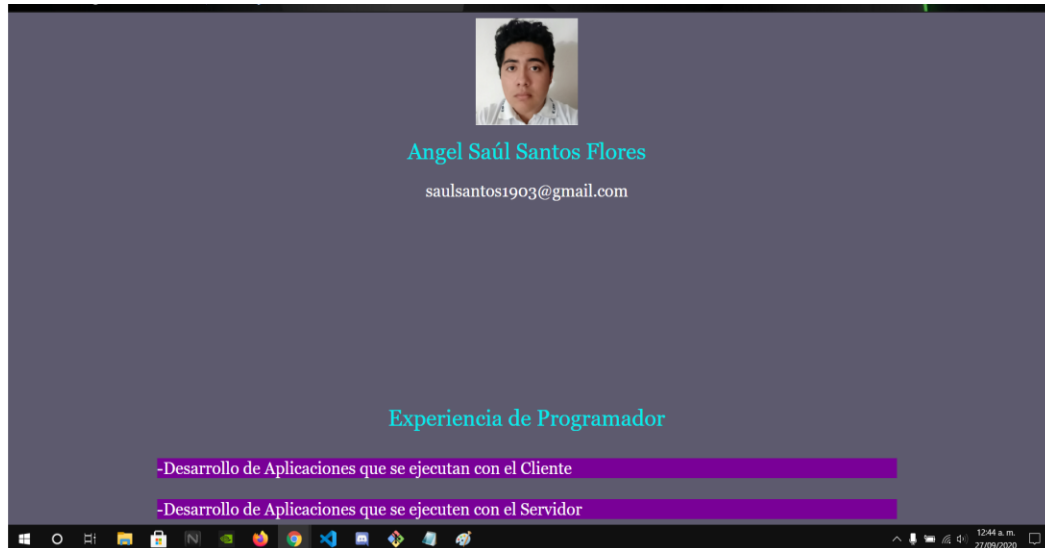 Angel Saúl Santos Flores
saulsantos1903@gmail.com
Experiencia de Programador
-Desarrollo de Aplicaciones que se ejecutan con el Cliente
-Desarrollo de Aplicaciones que se ejecuten con el Servidor
12:44 a. m.
27/09/2020